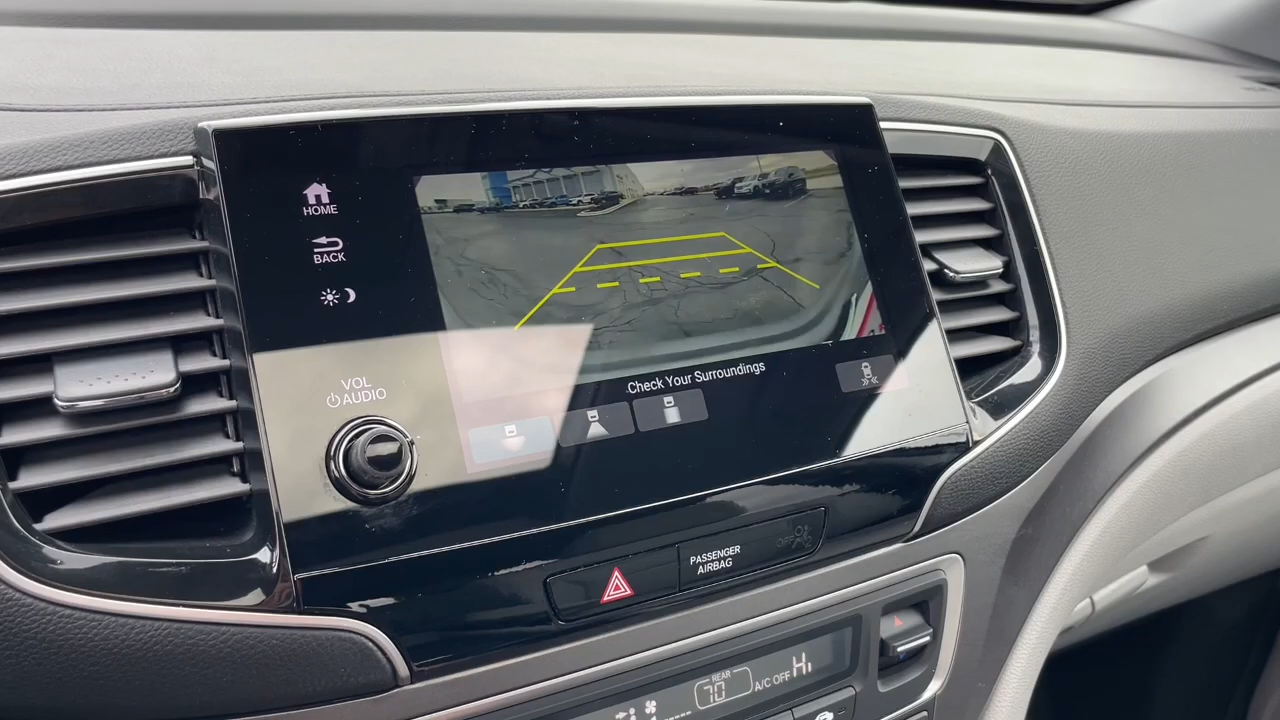 HOME
BACK
VOL
AUDIO
Check Your Surroundings
PASSENGER
AIRBAG
OFF
REAR
70
A/C OFF
Hi